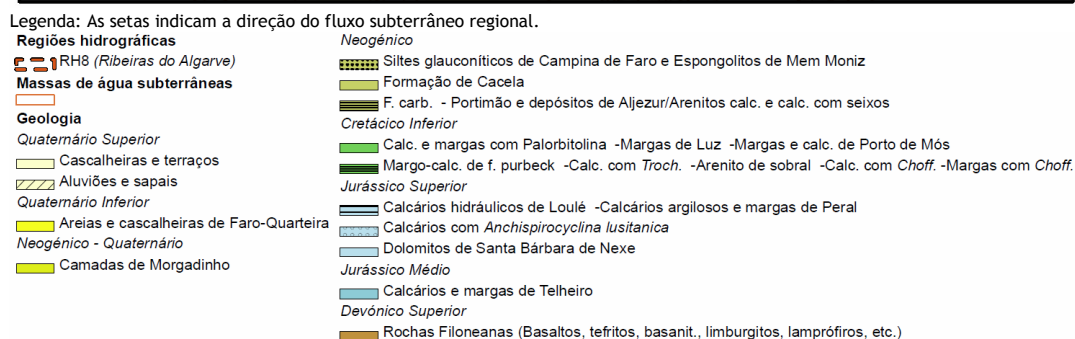 Legenda: As setas indicam a direção do fluxo subterrâneo regional.
Regiões hidrográficas
RH8 (Ribeiras do Algarve)
Massas de água subterrâneas
Geologia
Quaternário Superior
Cascalheiras e terraços
Aluviões e sapais
Quaternário Inferior
Areias e cascalheiras de Faro-Quarteira
Neogénico - Quaternário
Camadas de Morgadinho
Neogénico
Siltes glauconíticos de Campina de Faro e Espongolitos de Mem Moniz
Formação de Cacela
F. carb. - Portimão e depósitos de Aljezur/Arenitos calc. e calc. com seixos
Cretácico Inferior
Calc. e margas com Palorbitolina -Margas de Luz -Margas e calc. de Porto de Mós
Margo-calc. de f. purbeck -Calc. com Troch. -Arenito de sobral -Calc. com Choff. -Margas com Choff.
Jurássico Superior
Calcários hidráulicos de Loulé -Calcários argilosos e margas de Peral
Calcários com Anchispirocyclina lusitanica
Dolomitos de Santa Bárbara de Nexe
Jurássico Médio
Calcários e margas de Telheiro
Devónico Superior
Rochas Filoneanas (Basaltos, tefritos, basanit., limburgitos, lamprófiros, etc.)